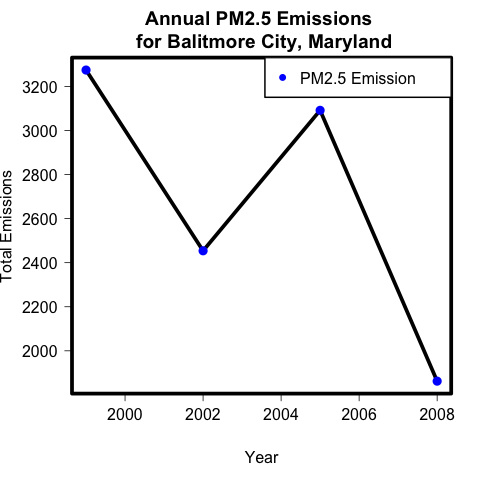 Annual PM2.5 Emissions
for Balitmore City, Maryland
PM2.5 Emission
Total Emissions
3200
3000
2800
2600
2400
2200
2000
2000 2002 2004 2006 2008
Year